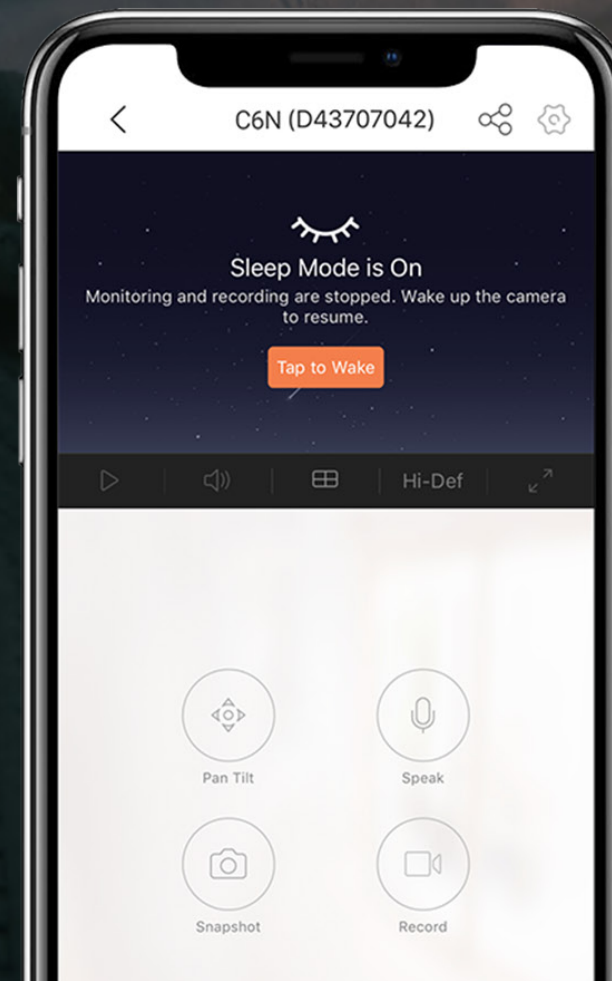 C6N (D43707042)
Sleep Mode is On
Monitoring and recording are stopped. Wake up the camera
to resume.
Tap to Wake
Hi-Def
Pan Tilt
Speak
Snapshot
Record